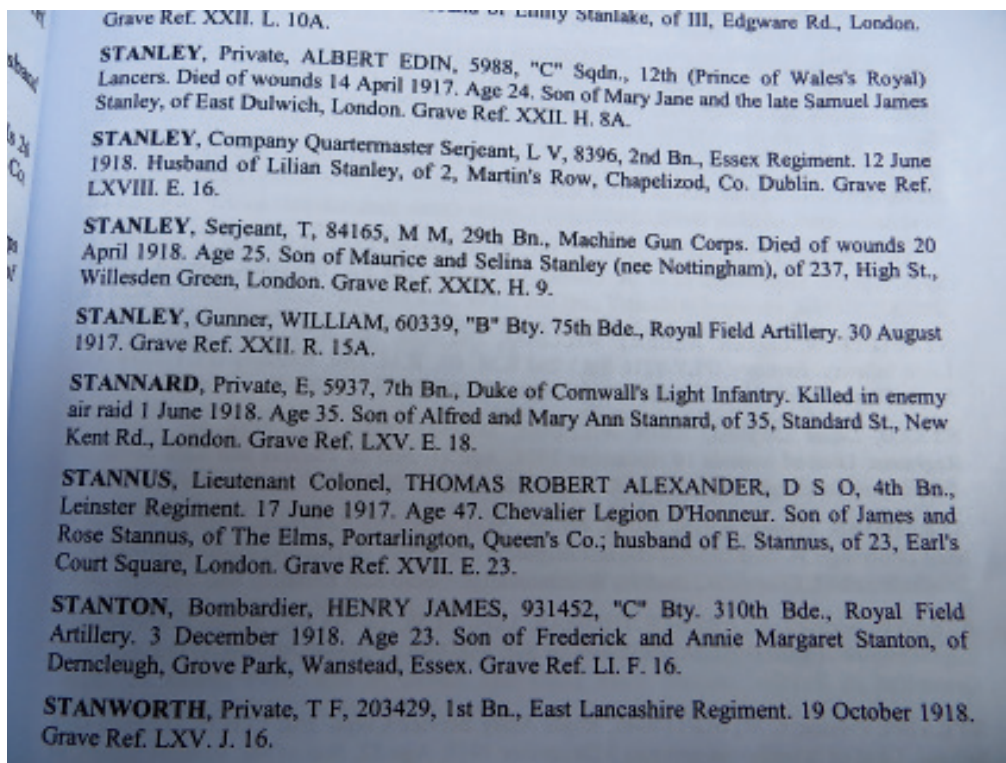 of Emily Stanlake, of III, Edgware Rd., London.
Grave Ref. XXII. L. 10A.
STANLEY, Private, ALBERT EDIN, 5988, "C" Sqdn., 12th (Prince of Wales's Royal)
Lancers. Died of wounds 14 April 1917. Age 24. Son of Mary Jane and the late Samuel James
Stanley, of East Dulwich, London. Grave Ref. XXII. H. 8A.
STANLEY, Company Quartermaster Serjeant, L V, 8396, 2nd Bn., Essex Regiment. 12 June
1918. Husband of Lilian Stanley, of 2, Martin's Row, Chapelizod, Co. Dublin. Grave Ref.
LXVIII. E. 16.
STANLEY, Serjeant, T, 84165, M M, 29th Bn., Machine Gun Corps. Died of wounds 20
April 1918. Age 25. Son of Maurice and Selina Stanley (nee Nottingham), of 237, High St.,
Willesden Green, London. Grave Ref. XXIX. H. 9.
STANLEY, Gunner, WILLIAM, 60339, "B" Bty. 75th Bde., Royal Field Artillery. 30 August
1917. Grave Ref. XXII. R. 15A.
STANNARD, Private, E, 5937, 7th Bn., Duke of Cornwall's Light Infantry. Killed in enemy
air raid 1 June 1918. Age 35. Son of Alfred and Mary Ann Stannard, of 35, Standard St., New
Kent Rd., London. Grave Ref. LXV. E. 18.
STANNUS, Lieutenant Colonel, THOMAS ROBERT ALEXANDER, D S O, 4th Bn.,
Leinster Regiment. 17 June 1917. Age 47. Chevalier Legion D'Honneur. Son of James and
Rose Stannus, of The Elms, Portarlington, Queen's Co.; husband of E. Stannus, of 23, Earl's
Court Square, London. Grave Ref. XVII. E. 23.
STANTON, Bombardier, HENRY JAMES, 931452, "C" Bty. 310th Bde., Royal Field
Artillery. 3 December 1918. Age 23. Son of Frederick and Annie Margaret Stanton, of
Derncleugh, Grove Park, Wanstead, Essex. Grave Ref. LI. F. 16.
STANWORTH, Private, T F, 203429, 1st Bn., East Lancashire Regiment. 19 October 1918.
Grave Ref. LXV. J. 16.